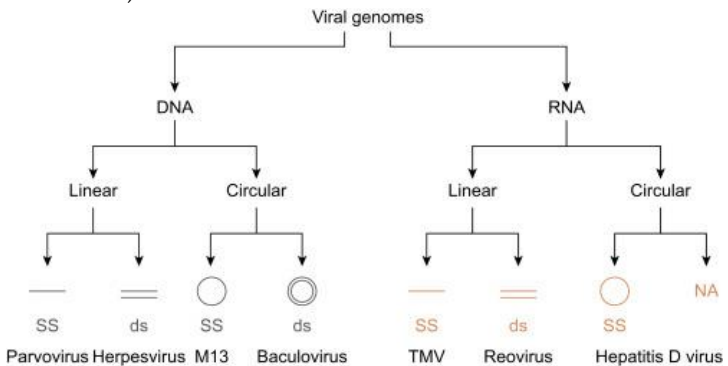 Viral genomes
DNA RNA
Linear Circular Linear Circular
NA
SS ds SS ds SS ds SS
Parvovirus Herpesvirus M13 Baculovirus TMV Reovirus Hepatitis D virus